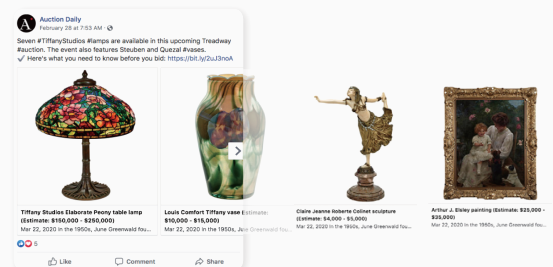 Auction Daily
February 28 at 7:53 AM ·
Seven #TiffanyStudios #lamps are available in this upcoming Treadway
#auction. The event also features Steuben and Quezal #vases.
✓ Here's what you need to know before you bid: https://bit.ly/2uJ3noA
Tiffany Studios Elaborate Peony table lamp
(Estimate: $150,000 - $250,000)
Mar 22, 2020 In the 1950s, June Greenwald fou...
Louis Comfort Tiffany vase (Estimate:
$10,000 - $15,000)
Mar 22, 2020 In the 1950s, June Greenwald fou...
Claire Jeanne Roberte Colinet sculpture
(Estimate: $4,000 - $5,000)
Mar 22, 2020 In the 1950s, June Greenwald fou...
Arthur J. Elsley painting (Estimate: $25,000 -
$35,000)
Mar 22, 2020 In the 1950s, June Greenwald fou...
5
Like
Comment
Share